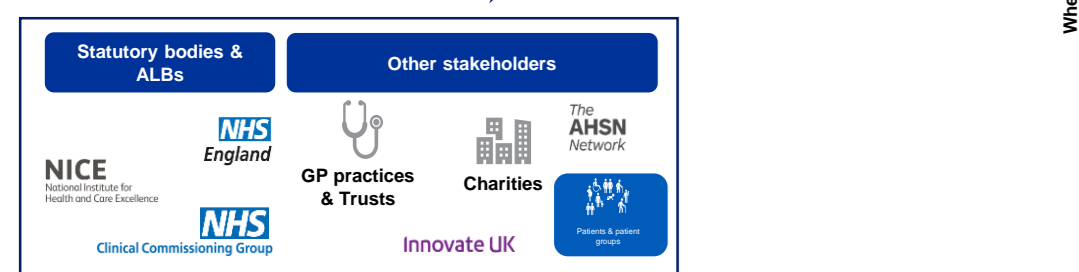 Statutory bodies &
ALBs
Other stakeholders
NICE
National Institute for
Health and Care Excellence
NHS
England
NHS
Clinical Commissioning Group
GP practices
& Trusts
Charities
Innovate UK
The
AHSN
Network
Patients & patient
groups